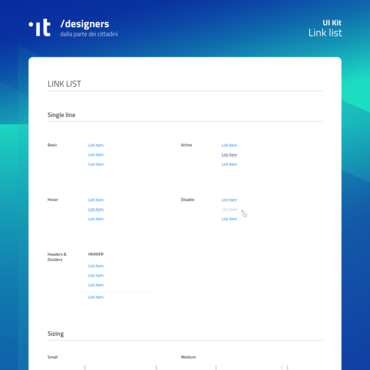 ·ıt
/designers
dalla parte dei cittadini
UI Kit
Link list
LINK LIST
Single line
Basic
List item
List item
List item
Active
List item
List item
List item
Hover
List item
List item
List item
Disable
List item
List item
List item
Headers &
Dividers
HEADER
List item
List item
List item
List item
Sizing
Small
Medium